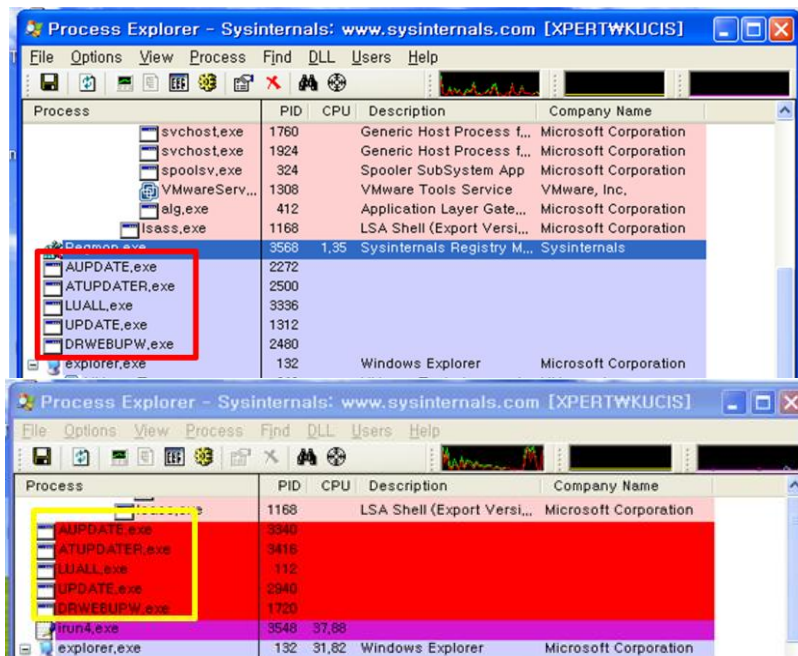 Process Explorer - Sysinternals: www.sysinternals.com [XPERT₩KUCIS]
File Options View Process Find DLL Users Help
Process PID CPU Description Company Name
svchost,exe 1760 Generic Host Process f,,, Microsoft Corporation
svchost,exe 1924 Generic Host Process f,,, Microsoft Corporation
spoolsv,exe 324 Spooler SubSystem App Microsoft Corporation
VMwareServ,,, 1308 VMware Tools Service VMware, Inc,
alg,exe 412 Application Layer Gate,,, Microsoft Corporation
lsass,exe 1168 LSA Shell (Export Versi,,, Microsoft Corporation
Regmon,exe 3568 1,35 Sysinternals Registry M,,, Sysinternals
AUPDATE,exe 2272
ATUPDATER,exe 2500
LUALL,exe 3336
UPDATE,exe 1312
DRWEBUPW,exe 2480
explorer,exe 132 Windows Explorer Microsoft Corporation
Process Explorer - Sysinternals: www.sysinternals.com [XPERT₩KUCIS]
File Options View Process Find DLL Users Help
Process PID CPU Description Company Name
lsass,exe 1168 LSA Shell (Export Versi,,, Microsoft Corporation
AUPDATE,exe 3340
ATUPDATER,exe 3416
LUALL,exe 112
UPDATE,exe 2940
DRWEBUPW,exe 1720
irun4,exe 3548 37,88
explorer,exe 132 31,82 Windows Explorer Microsoft Corporation